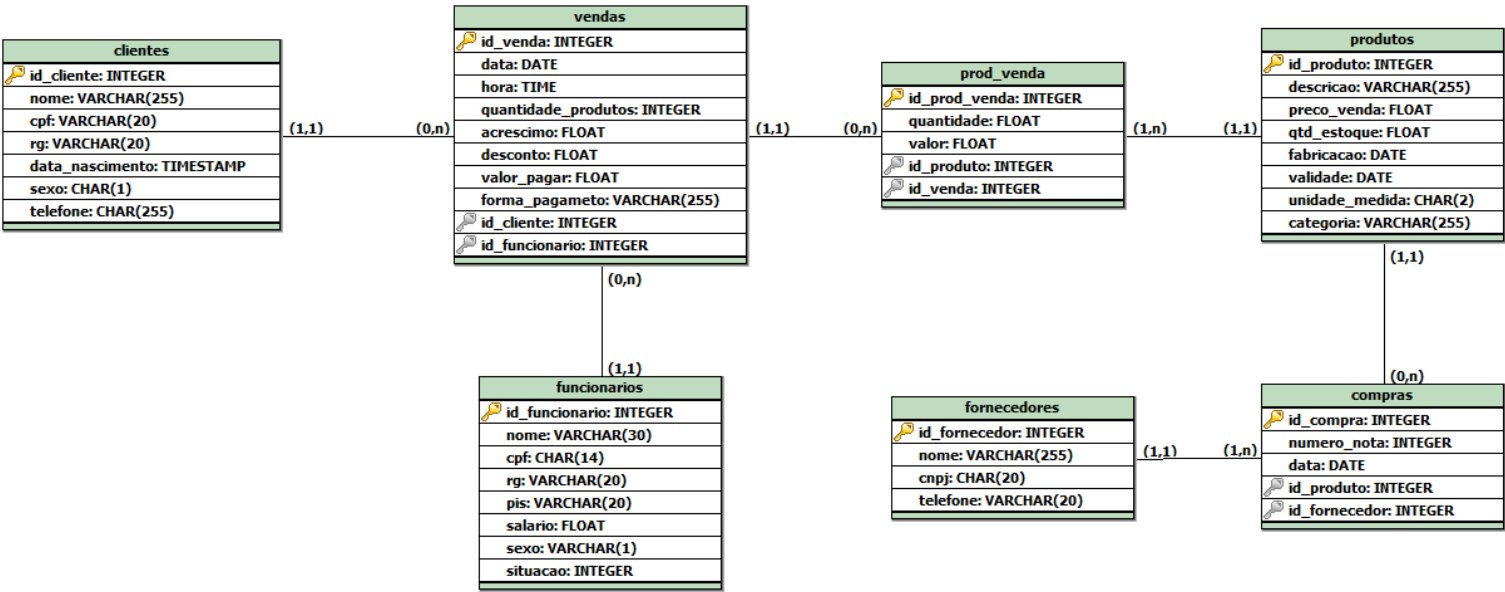 clientes
id_cliente: INTEGER
nome: VARCHAR(255)
cpf: VARCHAR(20)
rg: VARCHAR(20)
data_nascimento: TIMESTAMP
sexo: CHAR(1)
telefone: CHAR(255)
(1,1)
(0,n)
vendas
id_venda: INTEGER
data: DATE
hora: TIME
quantidade_produtos: INTEGER
acrescimo: FLOAT
desconto: FLOAT
valor_pagar: FLOAT
forma_pagameto: VARCHAR(255)
id_cliente: INTEGER
id_funcionario: INTEGER
(1,1)
(0,n)
prod_venda
id_prod_venda: INTEGER
quantidade: FLOAT
valor: FLOAT
id_produto: INTEGER
id_venda: INTEGER
(1,n)
(1,1)
produtos
id_produto: INTEGER
descricao: VARCHAR(255)
preco_venda: FLOAT
qtd_estoque: FLOAT
fabricacao: DATE
validade: DATE
unidade_medida: CHAR(2)
categoria: VARCHAR(255)
(0,n)
(1,1)
funcionarios
id_funcionario: INTEGER
nome: VARCHAR(30)
cpf: CHAR(14)
rg: VARCHAR(20)
pis: VARCHAR(20)
salario: FLOAT
sexo: VARCHAR(1)
situacao: INTEGER
fornecedores
id_fornecedor: INTEGER
nome: VARCHAR(255)
cnpj: CHAR(20)
telefone: VARCHAR(20)
(1,1)
(1,n)
(1,1)
(0,n)
compras
id_compra: INTEGER
numero_nota: INTEGER
data: DATE
id_produto: INTEGER
id_fornecedor: INTEGER